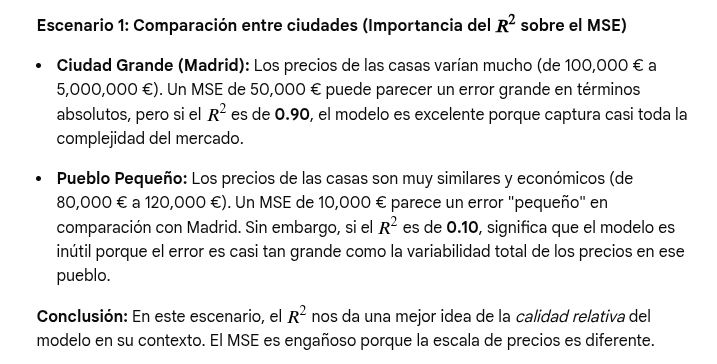 Escenario 1: Comparación entre ciudades (Importancia del R² sobre el MSE)
• Ciudad Grande (Madrid): Los precios de las casas varían mucho (de 100,000 € a
5,000,000 €). Un MSE de 50,000 € puede parecer un error grande en términos
absolutos, pero si el R² es de 0.90, el modelo es excelente porque captura casi toda la
complejidad del mercado.
• Pueblo Pequeño: Los precios de las casas son muy similares y económicos (de
80,000 € a 120,000 €). Un MSE de 10,000 € parece un error "pequeño" en
comparación con Madrid. Sin embargo, si el R² es de 0.10, significa que el modelo es
inútil porque el error es casi tan grande como la variabilidad total de los precios en ese
pueblo.
Conclusión: En este escenario, el R² nos da una mejor idea de la calidad relativa del
modelo en su contexto. El MSE es engañoso porque la escala de precios es diferente.